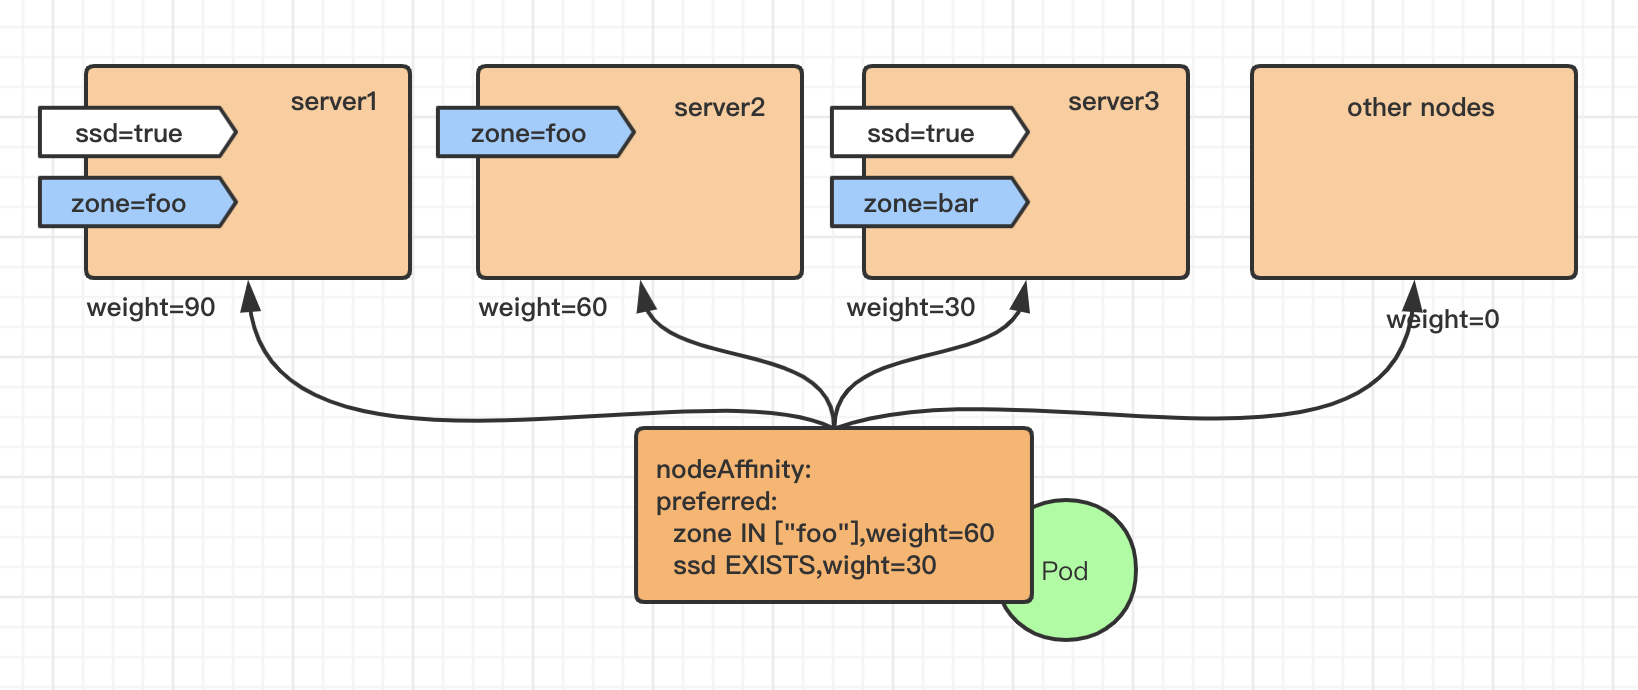 server1
ssd=true
zone=foo
weight=90
server2
zone=foo
weight=60
server3
ssd=true
zone=bar
weight=30
other nodes
weight=0
nodeAffinity:
preferred:
zone IN ["foo"],weight=60
ssd EXISTS,wight=30
Pod